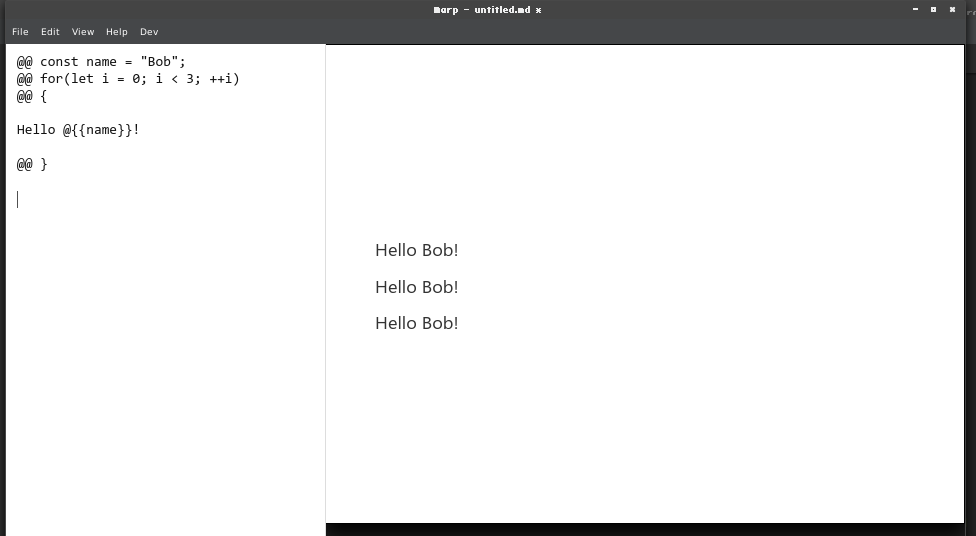 marp - untitled.md *
File Edit View Help Dev
@@ const name = "Bob";
@@ for(let i = 0; i < 3; ++i)
@@ {
Hello @{{name}}!
@@ }
Hello Bob!
Hello Bob!
Hello Bob!